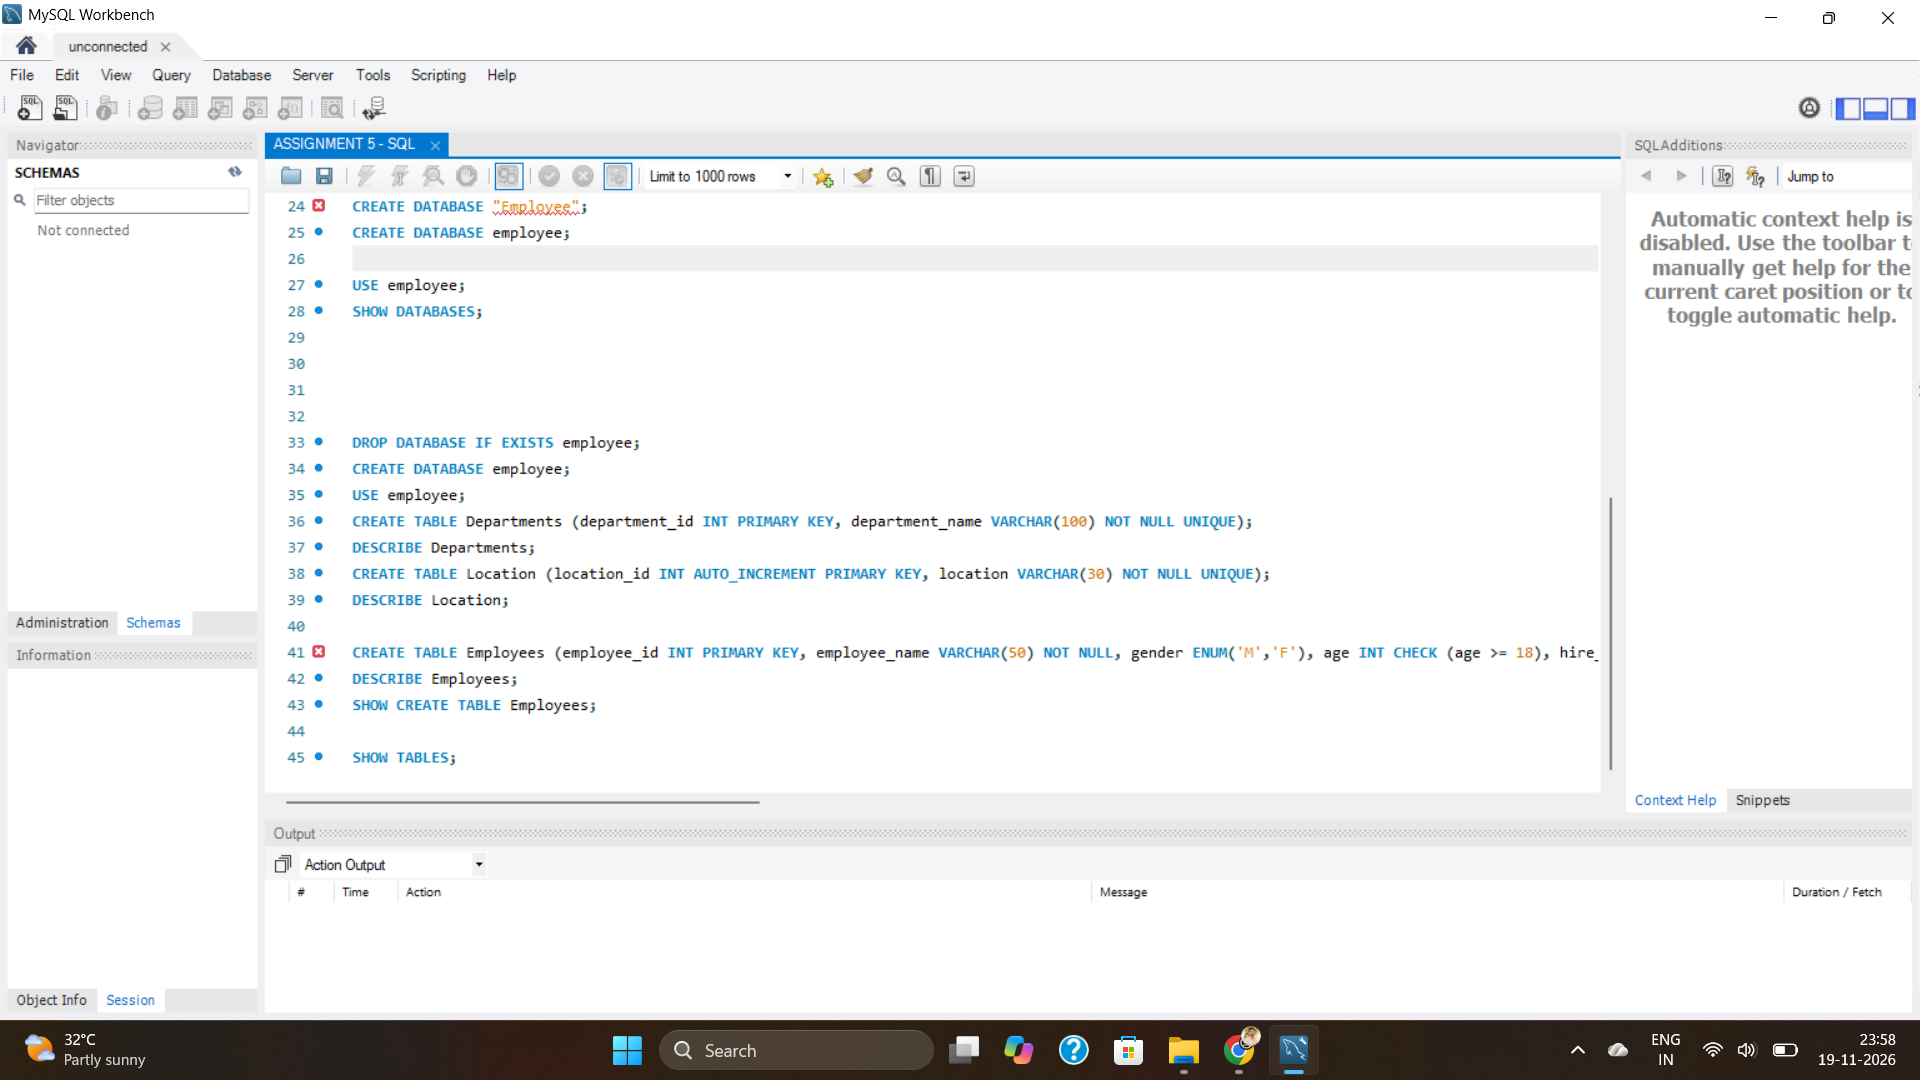 MySQL Workbench
unconnected
File Edit View Query Database Server Tools Scripting Help
Navigator
SCHEMAS
Filter objects
Not connected
Administration Schemas
Information
Object Info Session
ASSIGNMENT 5 - SQL
Limit to 1000 rows
24 CREATE DATABASE "Employee";
25 CREATE DATABASE employee;
26
27 USE employee;
28 SHOW DATABASES;
29
30
31
32
33 DROP DATABASE IF EXISTS employee;
34 CREATE DATABASE employee;
35 USE employee;
36 CREATE TABLE Departments (department_id INT PRIMARY KEY, department_name VARCHAR(100) NOT NULL UNIQUE);
37 DESCRIBE Departments;
38 CREATE TABLE Location (location_id INT AUTO_INCREMENT PRIMARY KEY, location VARCHAR(30) NOT NULL UNIQUE);
39 DESCRIBE Location;
40
41 CREATE TABLE Employees (employee_id INT PRIMARY KEY, employee_name VARCHAR(50) NOT NULL, gender ENUM('M','F'), age INT CHECK (age >= 18), hire_
42 DESCRIBE Employees;
43 SHOW CREATE TABLE Employees;
44
45 SHOW TABLES;
SQLAdditions
Jump to
Automatic context help is
disabled. Use the toolbar t
manually get help for the
current caret position or to
toggle automatic help.
Context Help Snippets
Output
Action Output
# Time Action Message Duration / Fetch
32°C
Partly sunny
Search
ENG
IN
23:58
19-11-2026